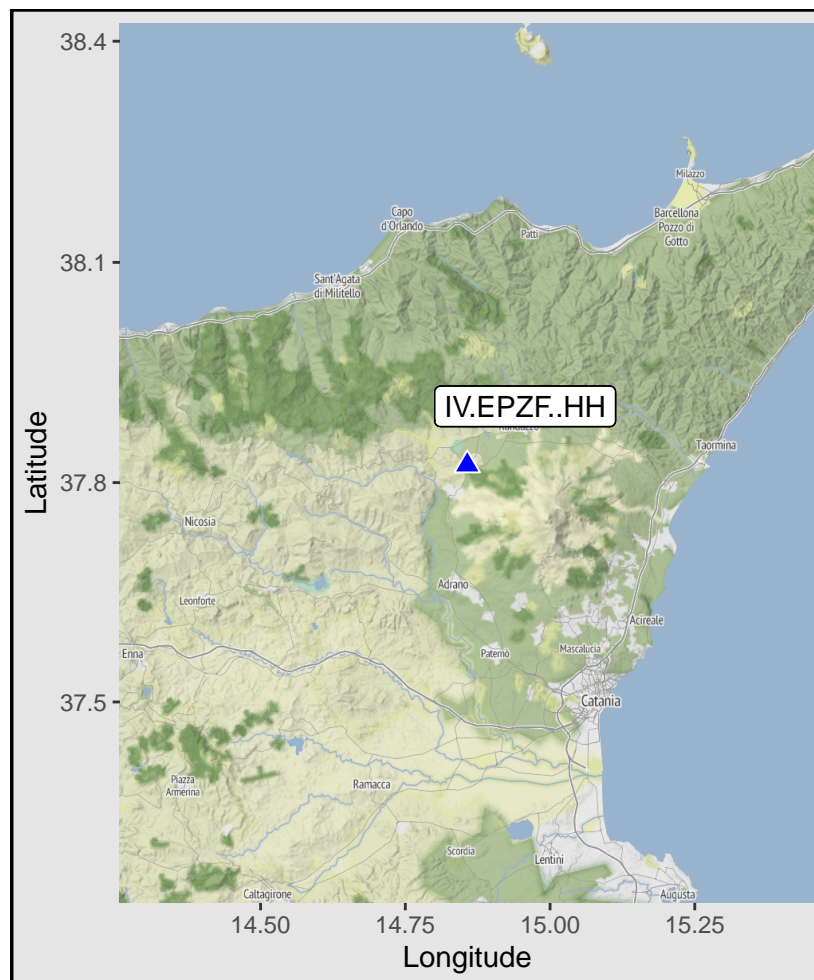 38.4
Milazzo
Capo
d'Orlando
Barcellona
Pozzo di
Gotto
Patti
38.1
Sant'Agata
di Militello
IV.EPZF..HH
Taormina
37.8
Nicosia
Adrano
Leonforte
Acireale
Enna
Paternò
Mascalucia
37.5
Catania
Piazza
Armerina
Ramacca
Scordia
Lentini
Caltagirone
Augusta
14.50
14.75
15.00
15.25
Longitude
Latitude